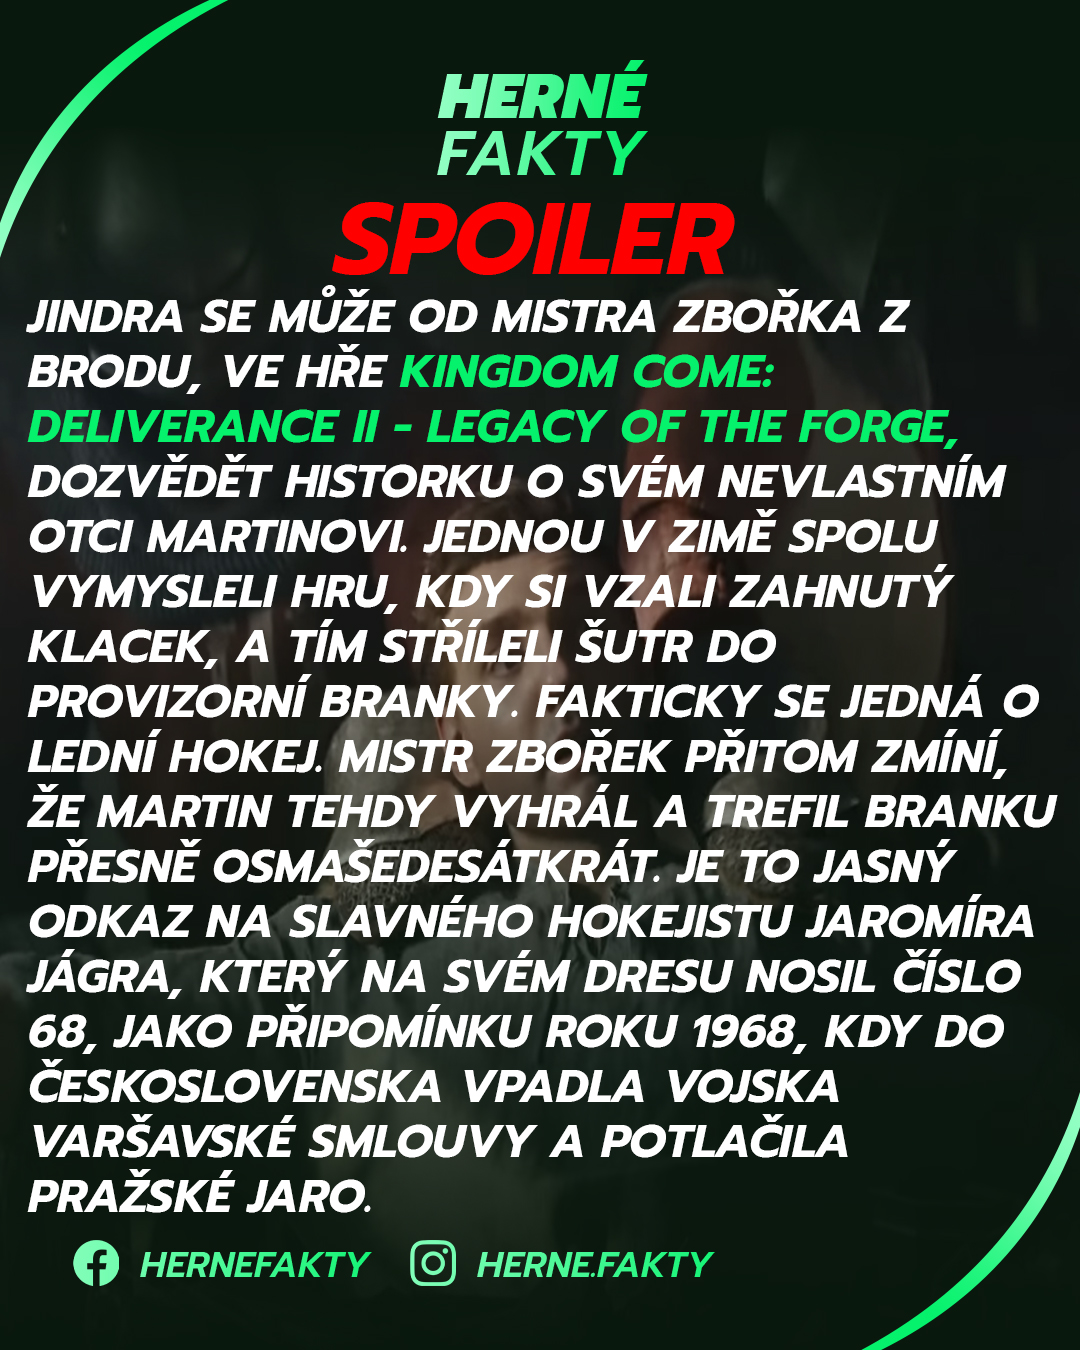 HERNÉ
FAKTY
SPOILER
JINDRA SE MŮŽE OD MISTRA ZBOŘKA Z
BRODU, VE HŘE KINGDOM COME:
DELIVERANCE II - LEGACY OF THE FORGE,
DOZVĚDĚT HISTORKU O SVÉM NEVLASTNÍM
OTCI MARTINOVI. JEDNOU V ZIMĚ SPOLU
VYMYSLELI HRU, KDY SI VZALI ZAHNUTÝ
KLACEK, A TÍM STŘÍLELI ŠUTR DO
PROVIZORNÍ BRANKY. FAKTICKY SE JEDNÁ O
LEDNÍ HOKEJ. MISTR ZBOŘEK PŘITOM ZMÍNÍ,
ŽE MARTIN TEHDY VYHRÁL A TREFIL BRANKU
PŘESNĚ OSMAŠEDESÁTKRÁT. JE TO JASNÝ
ODKAZ NA SLAVNÉHO HOKEJISTU JAROMÍRA
JÁGRA, KTERÝ NA SVÉM DRESU NOSIL ČÍSLO
68, JAKO PŘIPOMÍNKU ROKU 1968, KDY DO
ČESKOSLOVENSKA VPADLA VOJSKA
VARŠAVSKÉ SMLOUVY A POTLAČILA
PRAŽSKÉ JARO.
HERNEFAKTY HERNE.FAKTY